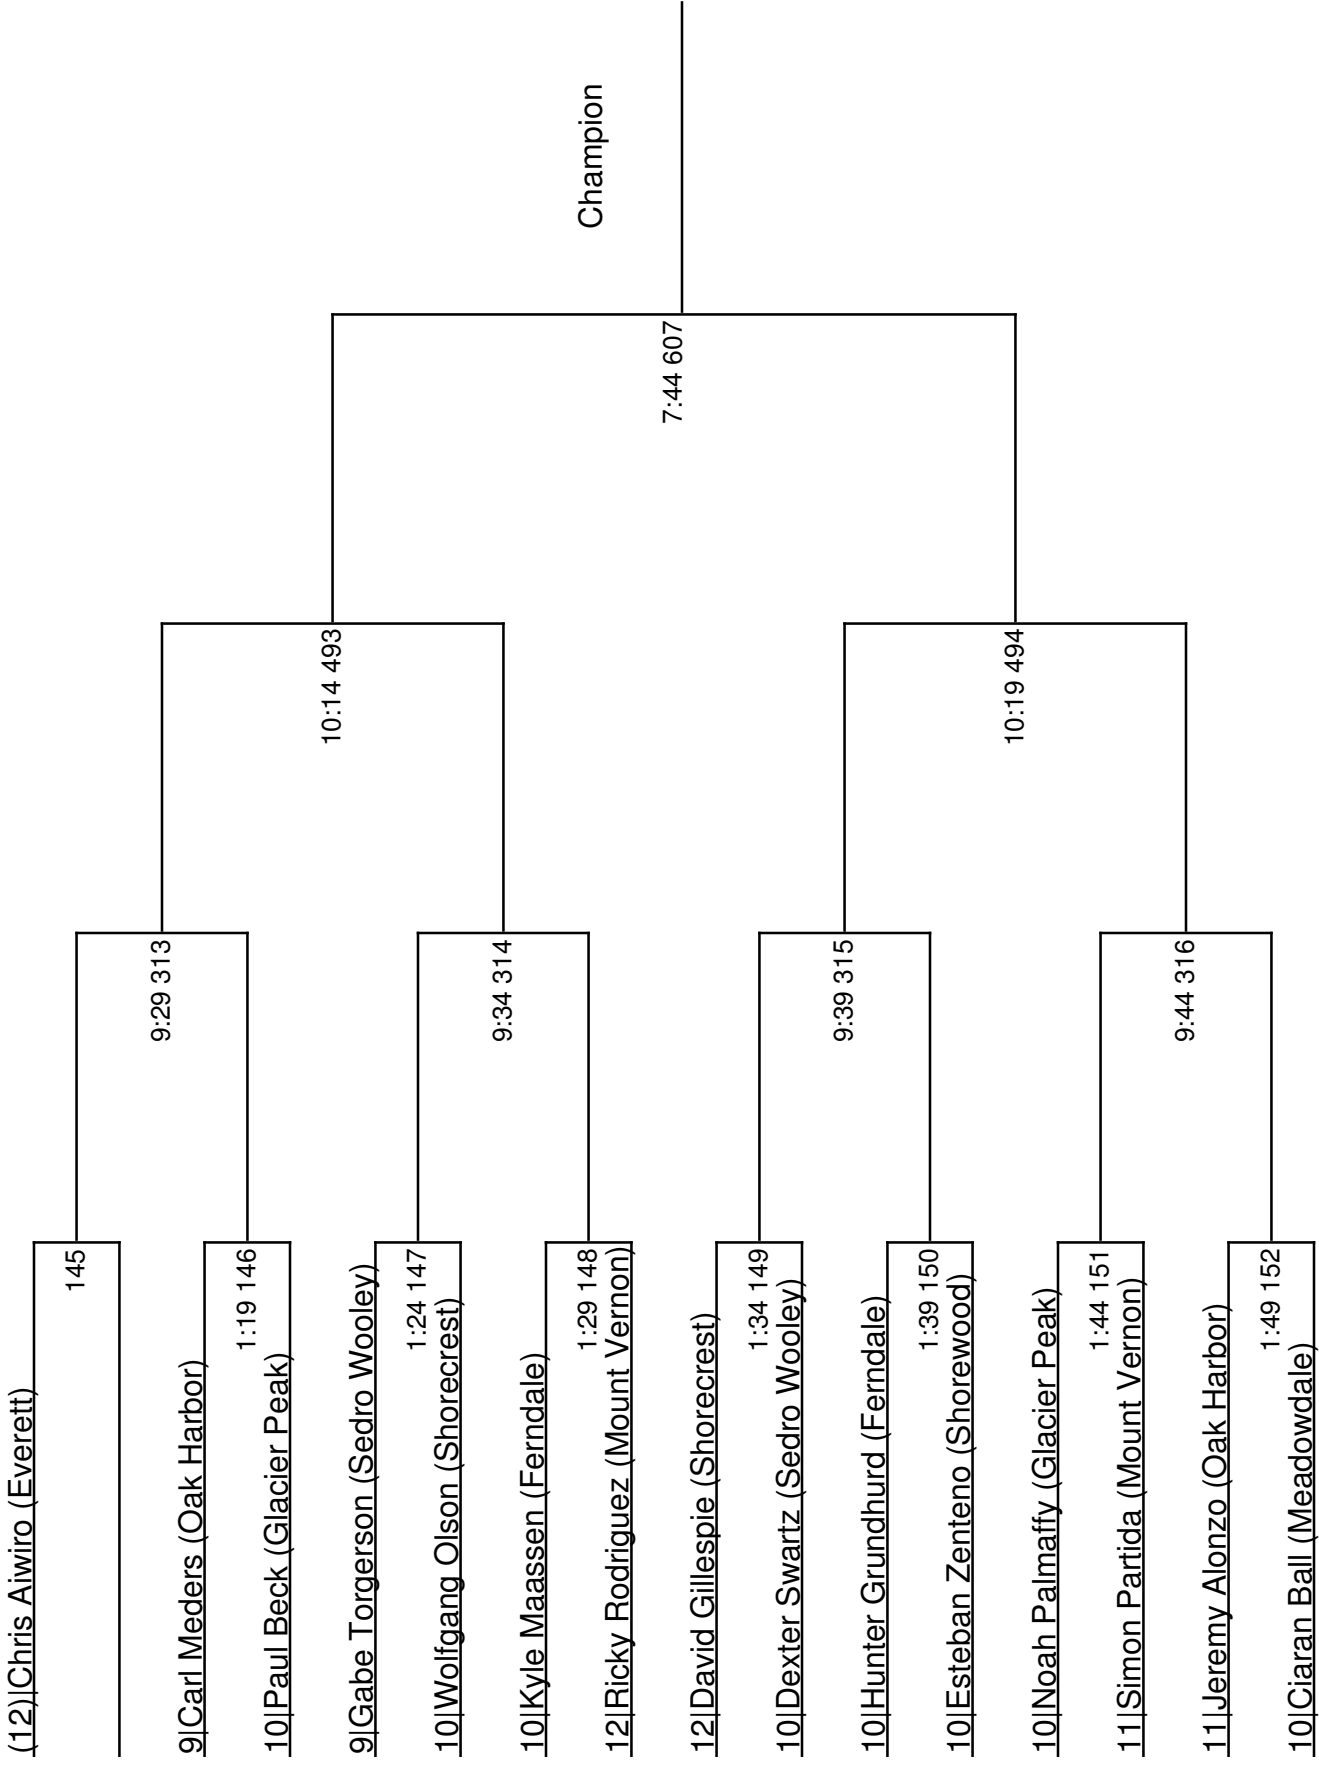 (12)|Chris Aiwiro (Everett)
145
9|Carl Meders (Oak Harbor)
1:19 146
10|Paul Beck (Glacier Peak)
9|Gabe Torgerson (Sedro Wooley)
1:24 147
10|Wolfgang Olson (Shorecrest)
10|Kyle Maassen (Ferndale)
1:29 148
12|Ricky Rodriguez (Mount Vernon)
12|David Gillespie (Shorecrest)
1:34 149
10|Dexter Swartz (Sedro Wooley)
10|Hunter Grundhurd (Ferndale)
1:39 150
10|Esteban Zenteno (Shorewood)
10|Noah Palmaffy (Glacier Peak)
1:44 151
11|Simon Partida (Mount Vernon)
11|Jeremy Alonzo (Oak Harbor)
1:49 152
10|Ciaran Ball (Meadowdale)
9:29 313
9:34 314
9:39 315
9:44 316
10:14 493
10:19 494
7:44 607
Champion